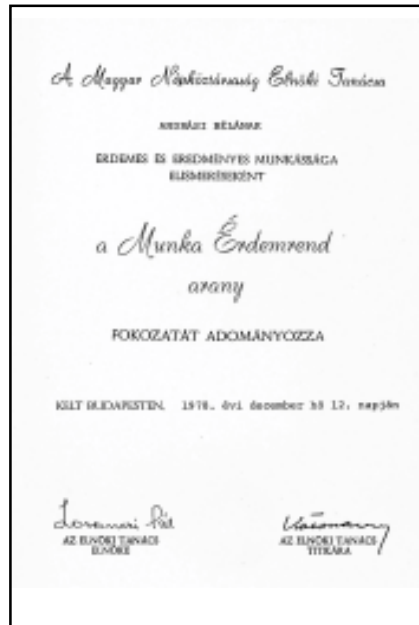 A Magyar Népköztársaság Elnöki Tanácsa
BÉLÁNAK
ÉRDEMES ÉS EREDMÉNYES MUNKÁSSÁGA
ELISMERÉSEKÉNT
a Munka Érdemrend
arany
FOKOZATÁT ADOMÁNYOZZA
KELT BUDAPESTEN, 1978. évi december hó 12. napján
Losonczi Pál
AZ ELNÖKI TANÁCS
ELNÖKE
AZ ELNÖKI TANÁCS
TITKÁRA